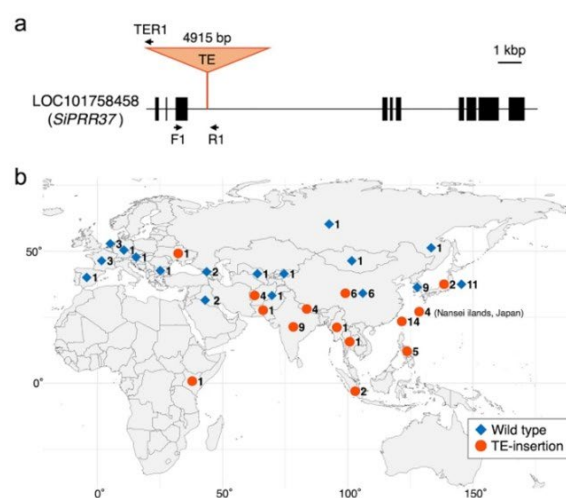 a
TER1
4915 bp
TE
1 kbp
LOC101758458
(SiPRR37)
F1
R1
b
1
50°
3 1 1
3 1
1 1 2
1
1 1
1
1
2
4 1
1
9
4
6 6
9
2 11
4 (Nansei ilands, Japan)
14
1
1
5
0°
1
2
Wild type
TE-insertion
0°
50°
100°
150°